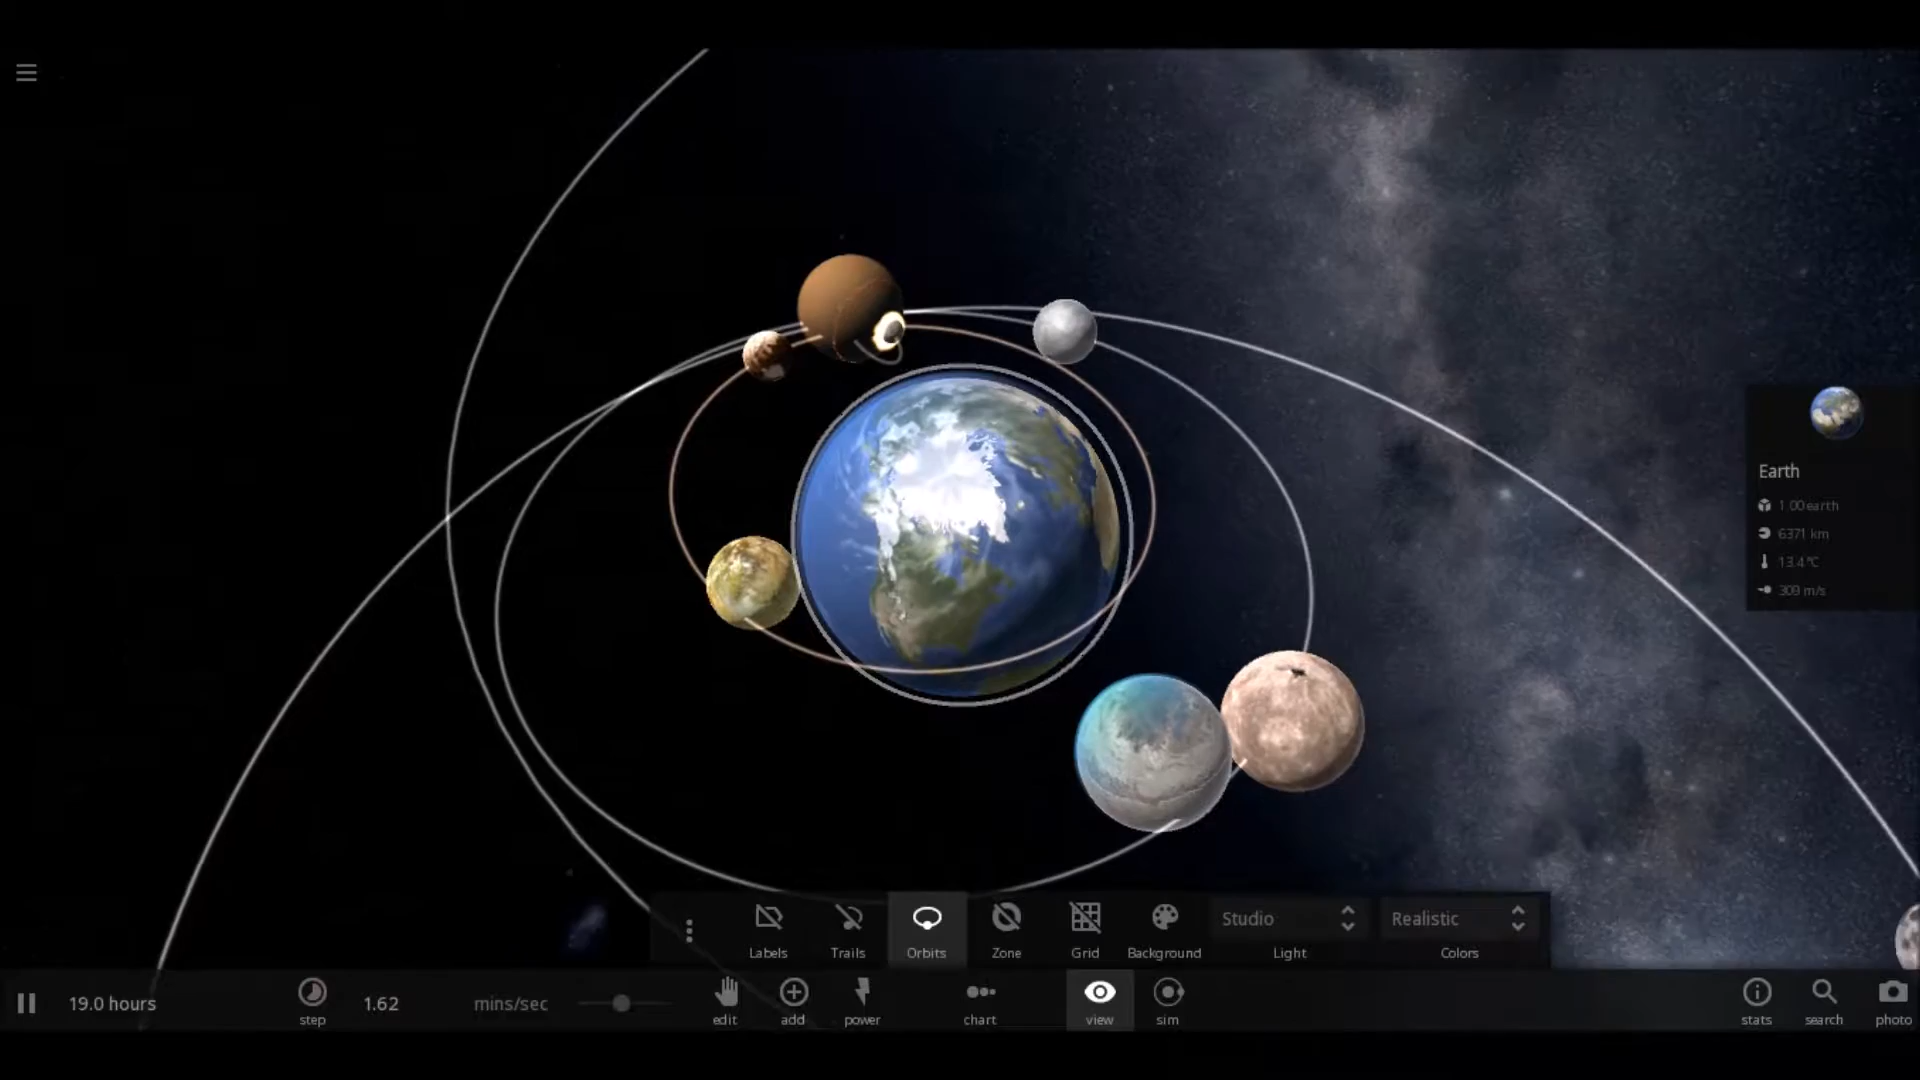 Earth
1.00 earth
6371 km
13.4 °C
309 m/s
Labels
Trails
Orbits
Zone
Grid
Background
Studio
Light
Realistic
Colors
19.0 hours
step
1.62
mins/sec
edit
add
power
chart
view
sim
stats
search
photo